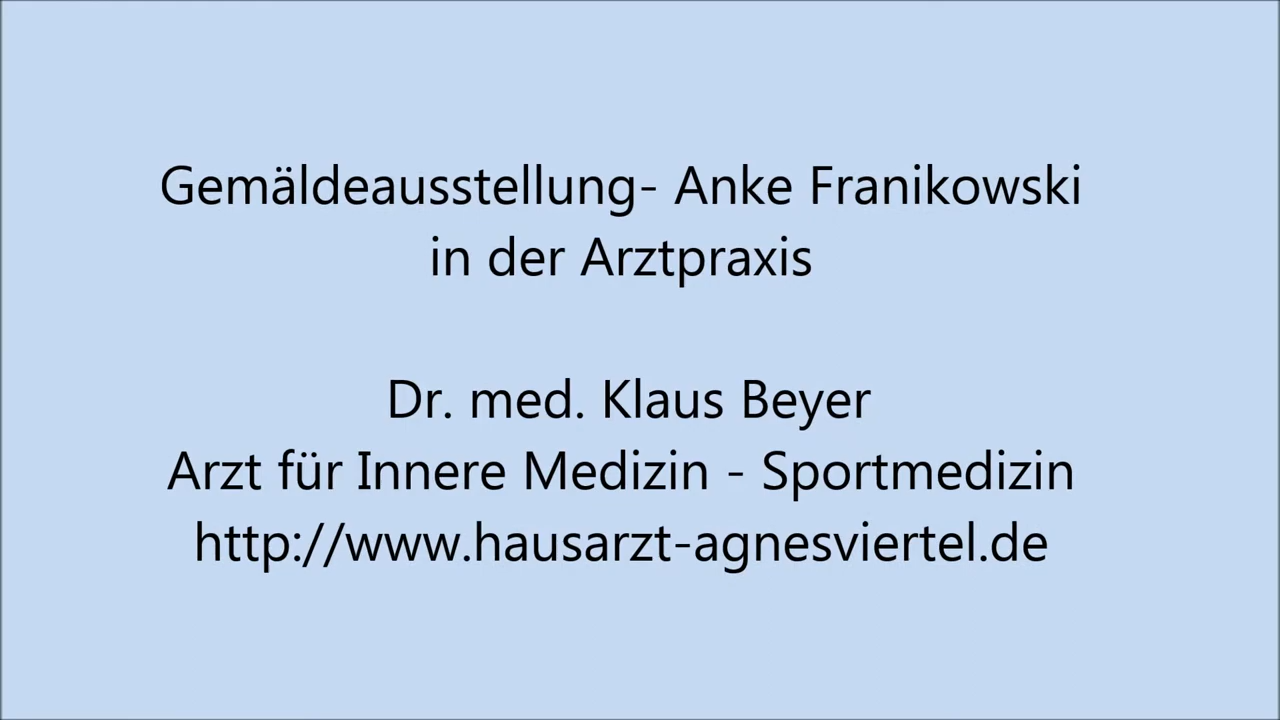 Gemäldeausstellung- Anke Franikowski
in der Arztpraxis
Dr. med. Klaus Beyer
Arzt für Innere Medizin - Sportmedizin
http://www.hausarzt-agnesviertel.de